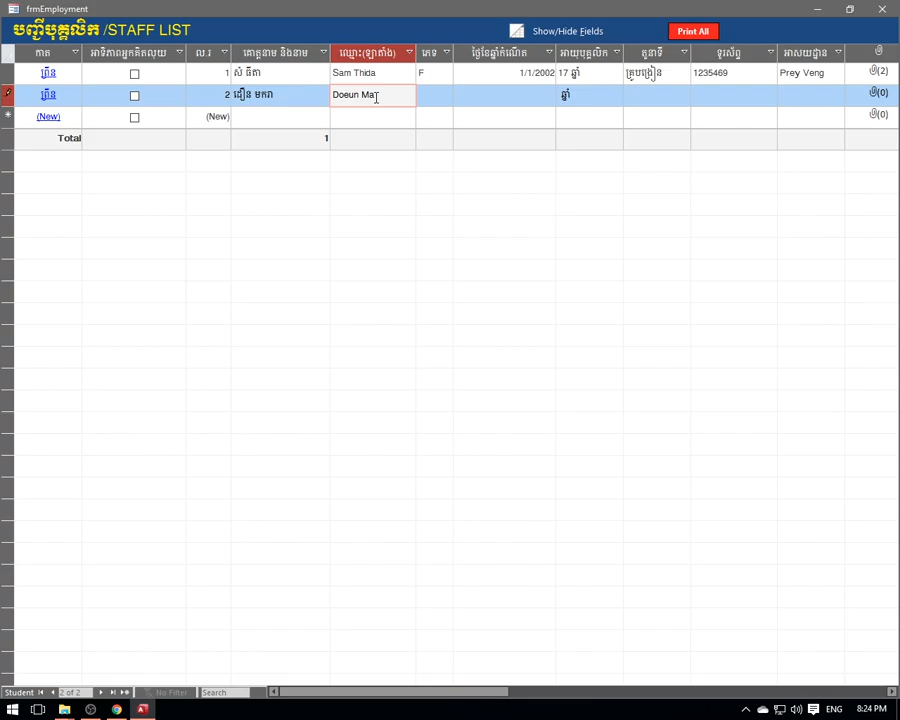 frmEmployment
បញ្ជីបុគ្គលិក /STAFF LIST
Show/Hide Fields
Print All
កាត អាទិភាពអ្នកគិតលុយ ល.រ គោត្តនាម និងនាម ឈ្មោះ(ឡាតាំង) ភេទ ថ្ងៃខែឆ្នាំកំណើត អាយុបុគ្គលិក តួនាទី ទូរស័ព្ទ អាសយដ្ឋាន
ព្រីន 1 សំ ធីតា Sam Thida F 1/1/2002 17 ឆ្នាំ គ្រូបង្រៀន 1235469 Prey Veng (2)
ព្រីន 2 ដឿន មករា Doeun Ma ឆ្នាំ (0)
(New) (New) (0)
Total 1
Student 2 of 2 No Filter Search
ENG 8:24 PM